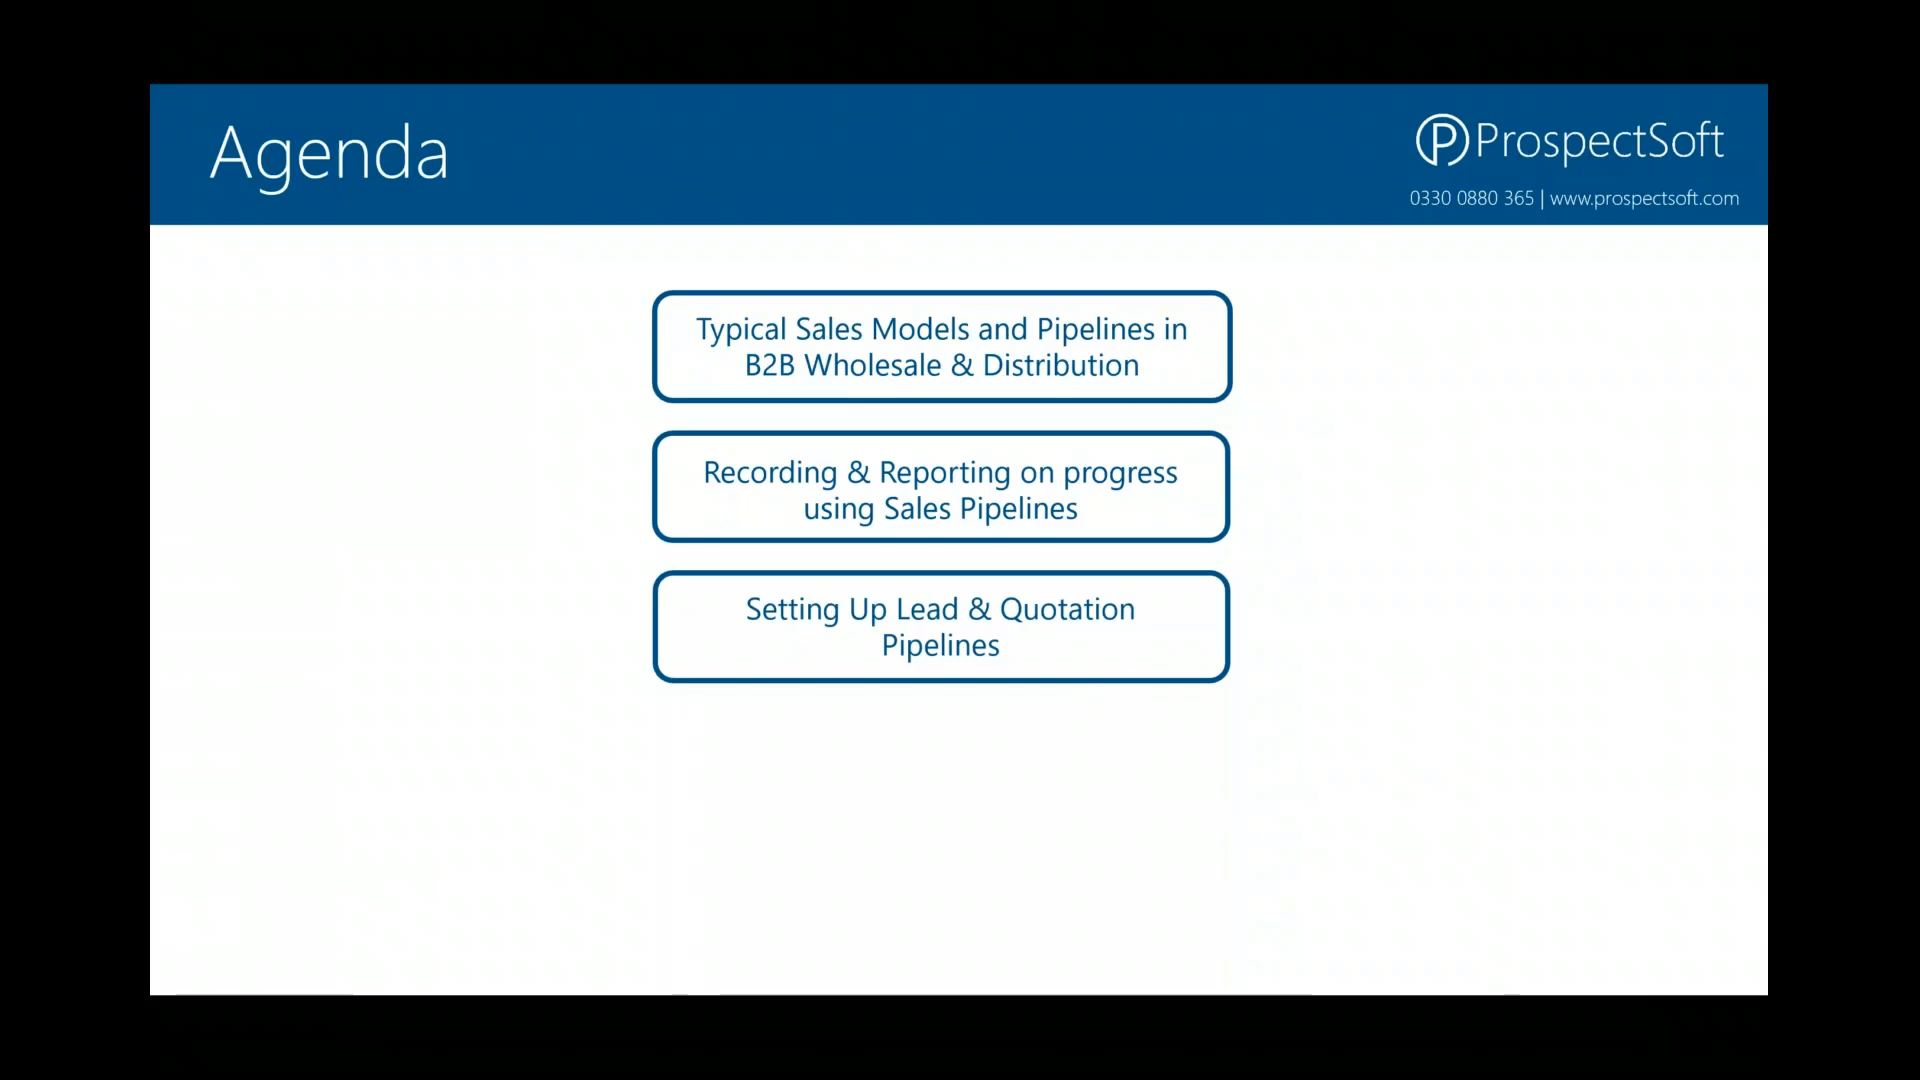 Agenda
ProspectSoft
0330 0880 365 | www.prospectsoft.com
Typical Sales Models and Pipelines in
B2B Wholesale & Distribution
Recording & Reporting on progress
using Sales Pipelines
Setting Up Lead & Quotation
Pipelines